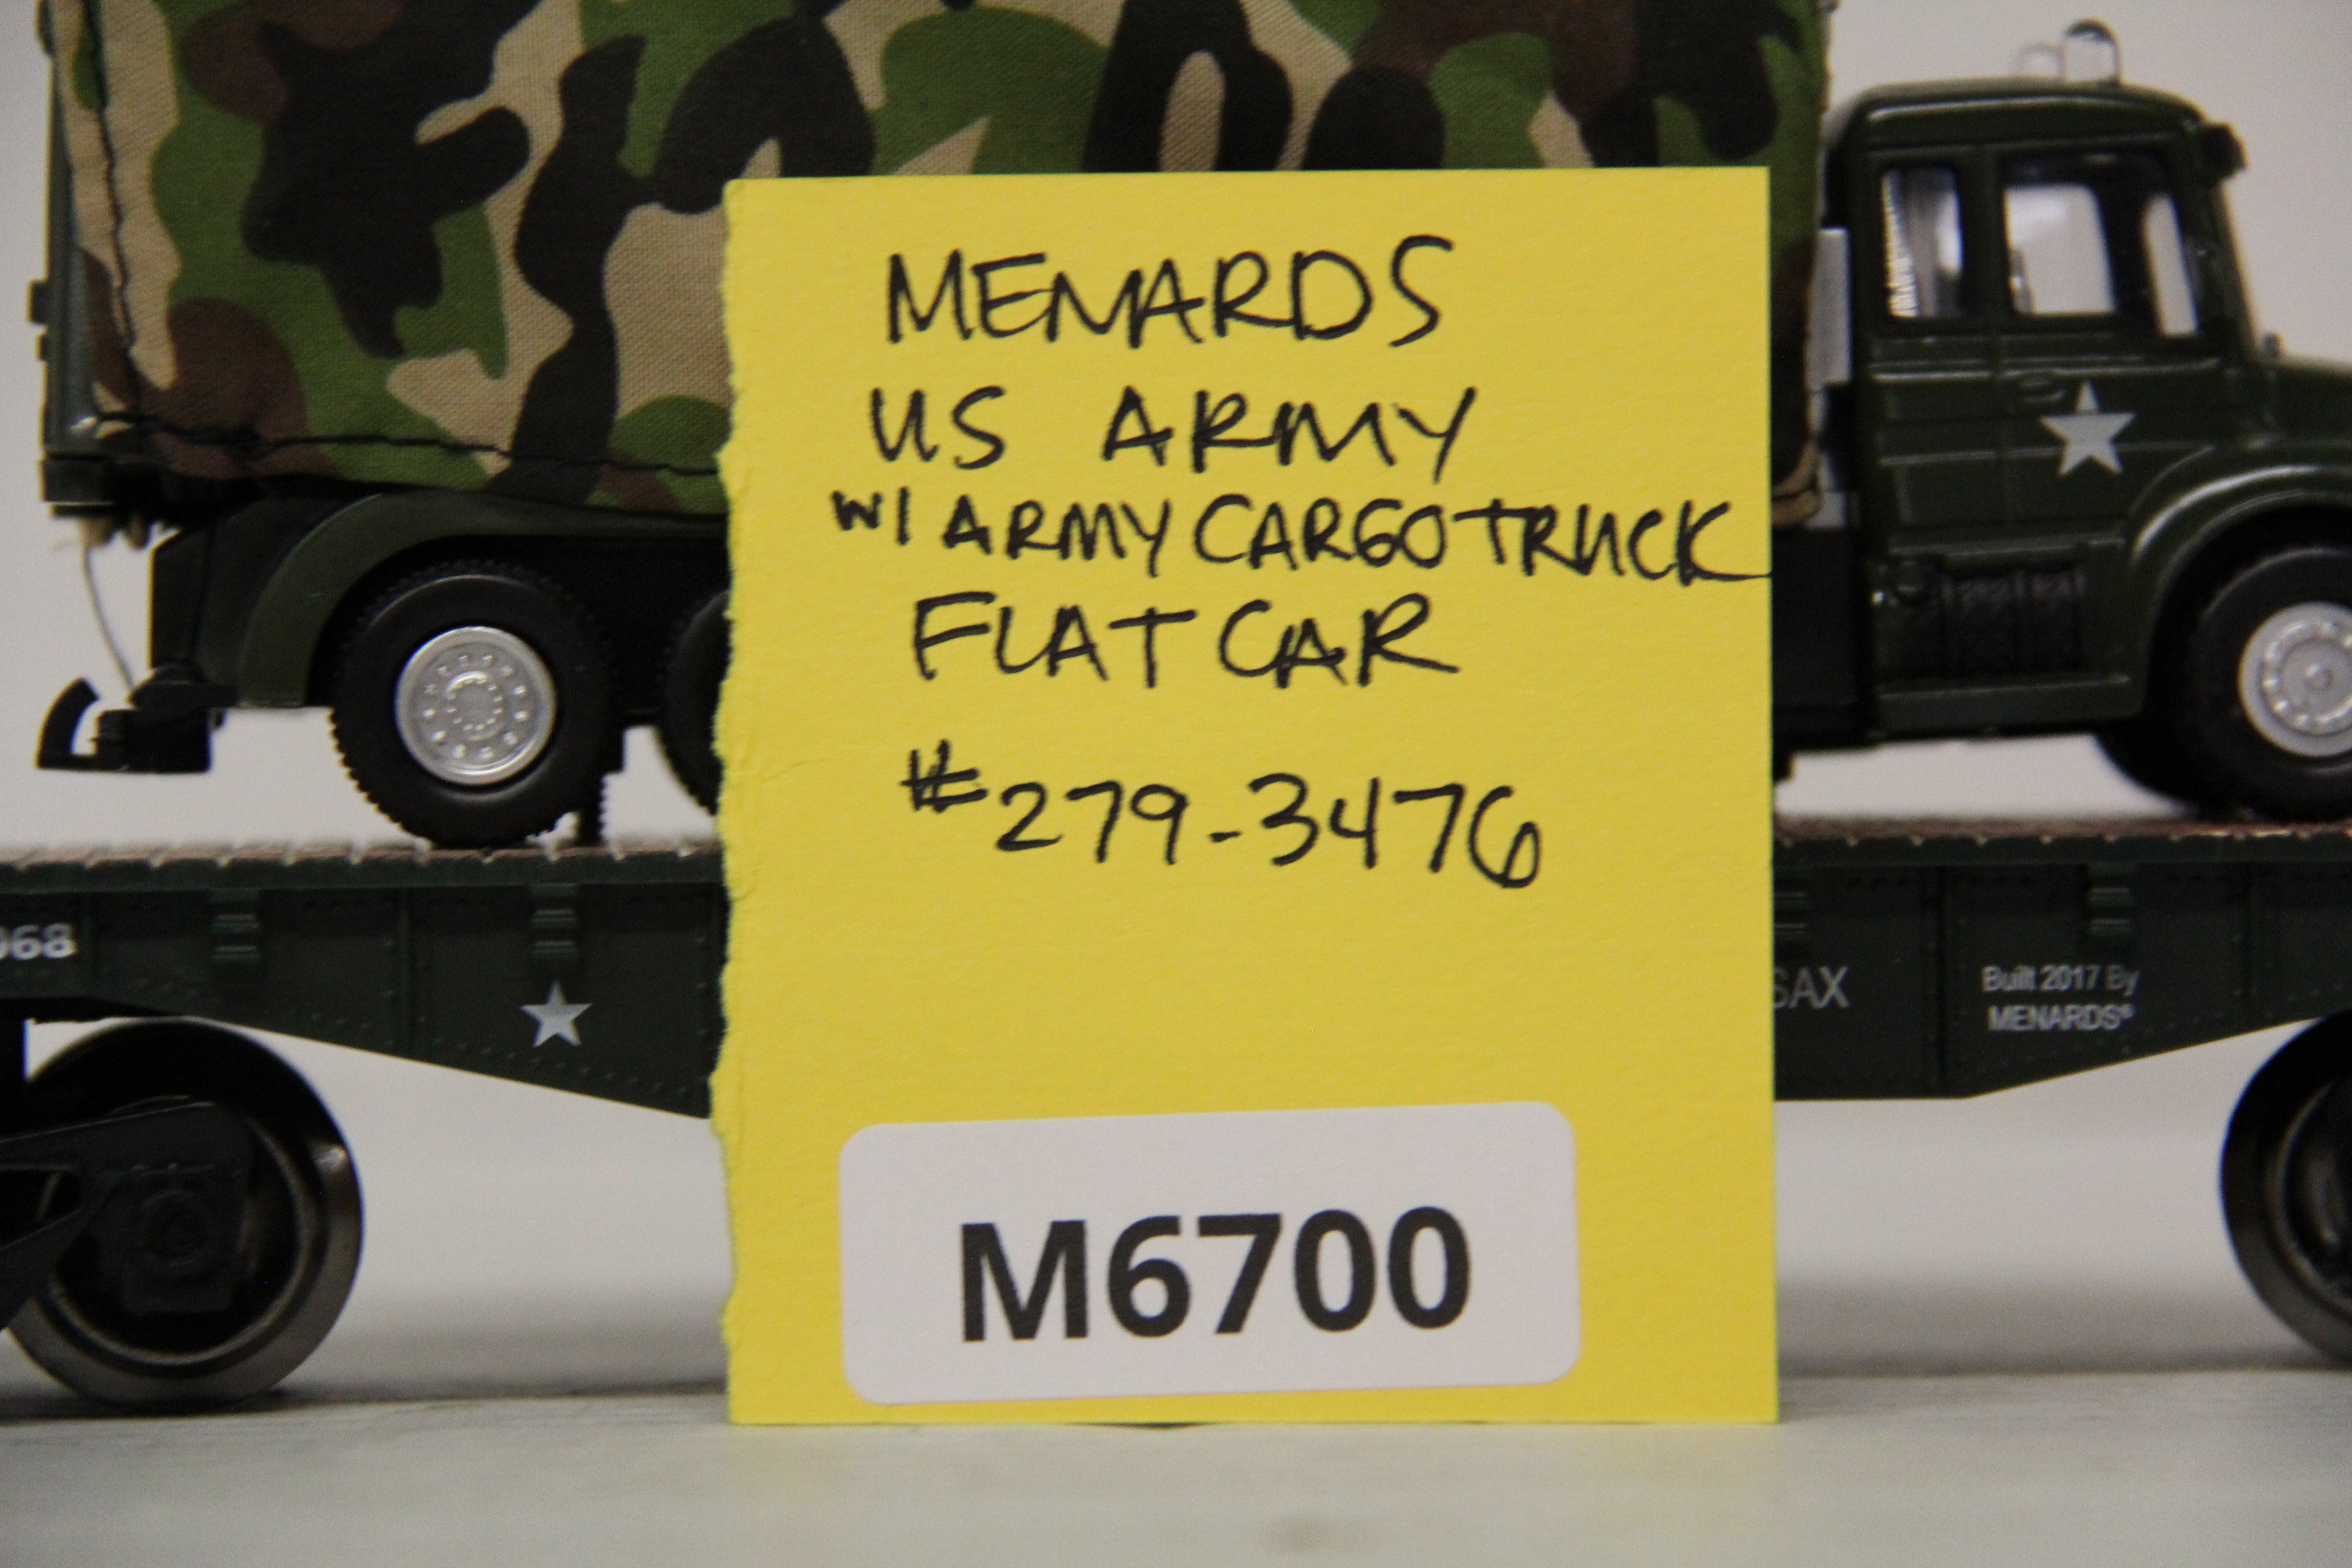 MENARDS
US ARMY
W/ ARMY CARGO TRUCK
FLAT CAR
#279-3476
068
SAX
Built 2017 By
MENARDS®
M6700